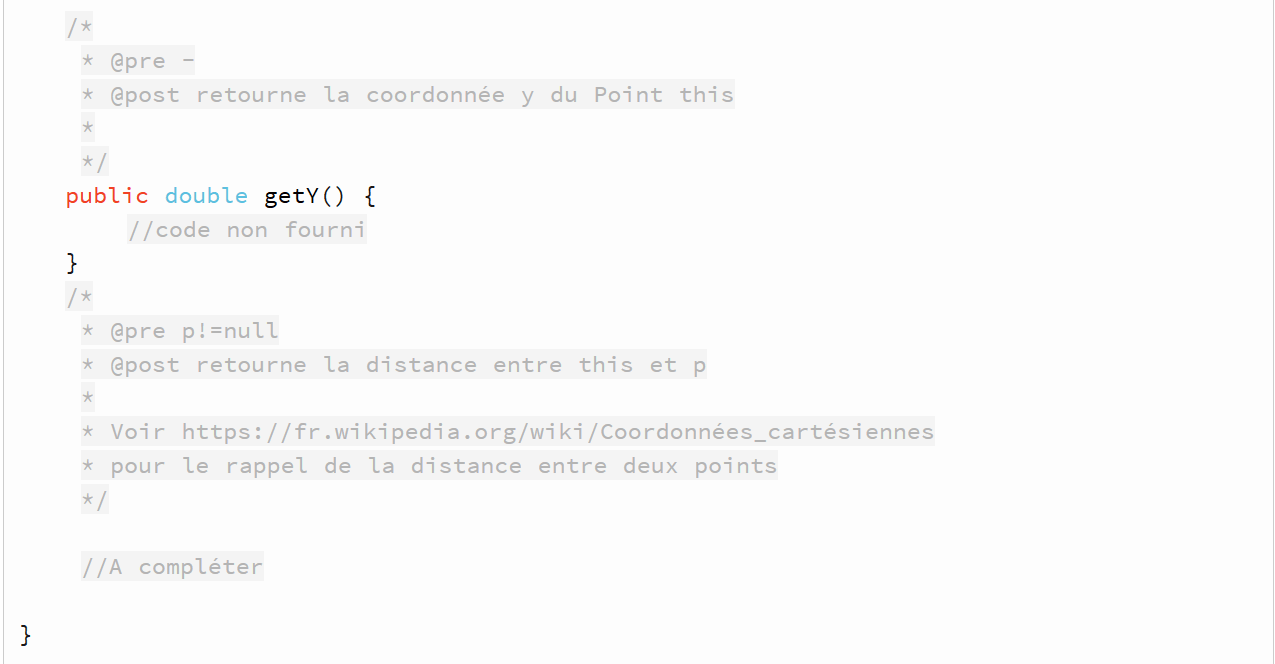 /*
* @pre -
* @post retourne la coordonnée y du Point this
*
*/
public double getY() {
//code non fourni
}
/*
* @pre p!=null
* @post retourne la distance entre this et p
*
* Voir https://fr.wikipedia.org/wiki/Coordonnées_cartésiennes
* pour le rappel de la distance entre deux points
*/
//A compléter
}